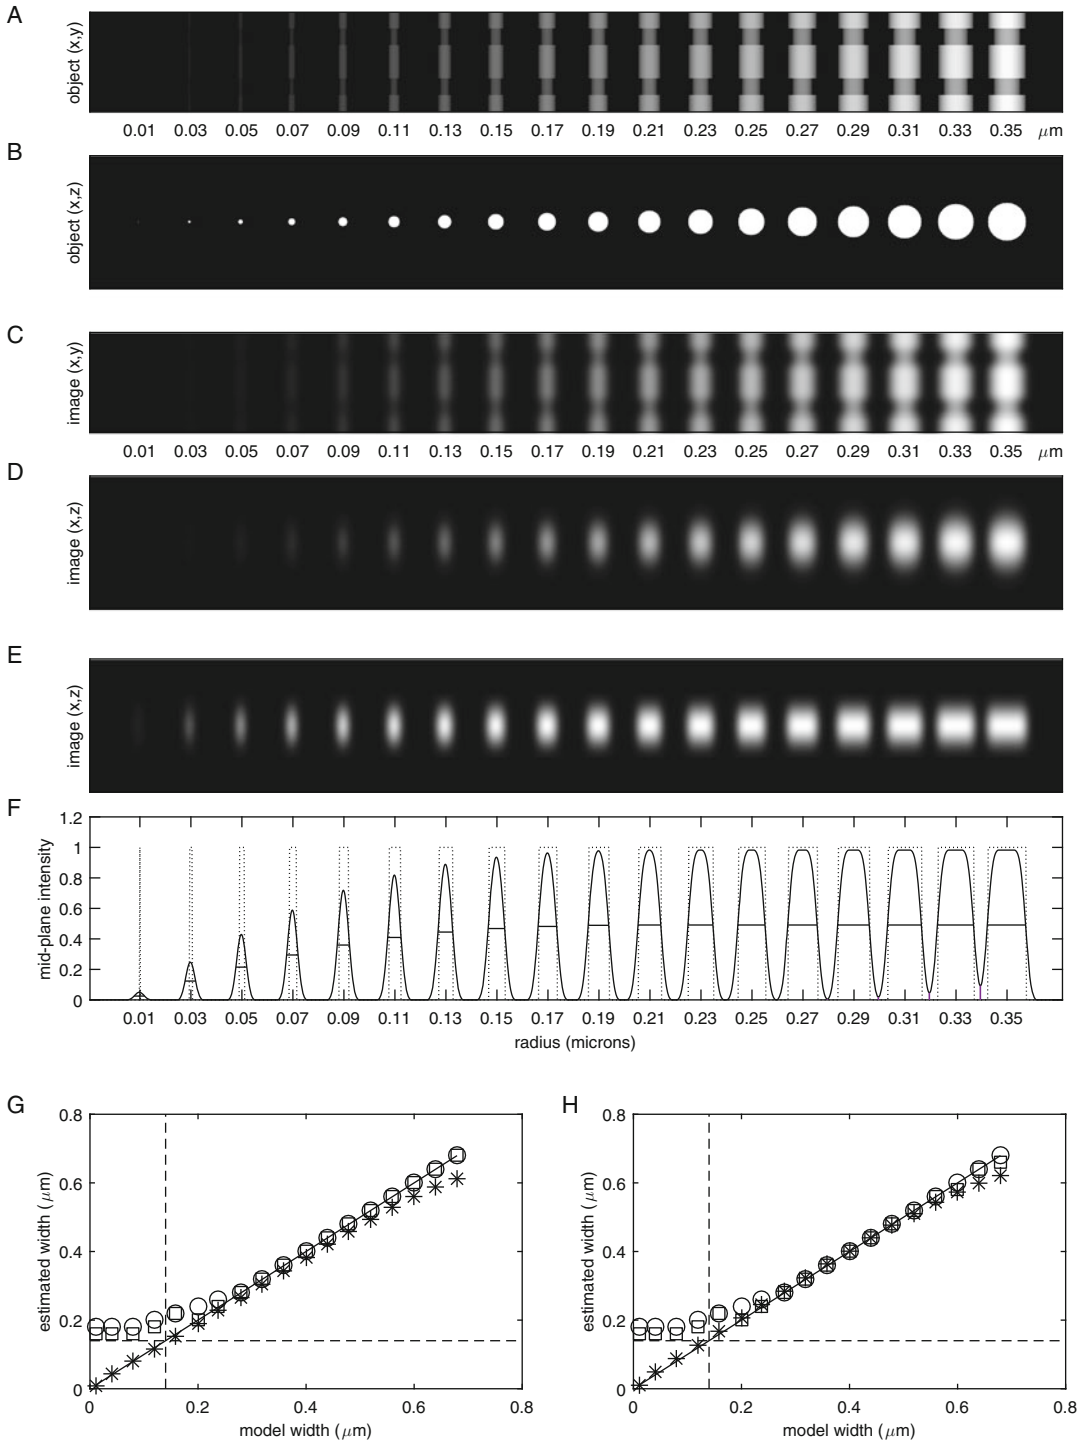 A
object (x,y)
0.01 0.03 0.05 0.07 0.09 0.11 0.13 0.15 0.17 0.19 0.21 0.23 0.25 0.27 0.29 0.31 0.33 0.35 μm
B
object (x,z)
C
image (x,y)
0.01 0.03 0.05 0.07 0.09 0.11 0.13 0.15 0.17 0.19 0.21 0.23 0.25 0.27 0.29 0.31 0.33 0.35 μm
D
image (x,z)
E
image (x,z)
F
mid-plane intensity
1.2
1
0.8
0.6
0.4
0.2
0
0.01 0.03 0.05 0.07 0.09 0.11 0.13 0.15 0.17 0.19 0.21 0.23 0.25 0.27 0.29 0.31 0.33 0.35
radius (microns)
G
estimated width (μm)
0.8
0.6
0.4
0.2
0
0 0.2 0.4 0.6 0.8
model width (μm)
H
estimated width (μm)
0.8
0.6
0.4
0.2
0
0 0.2 0.4 0.6 0.8
model width (μm)